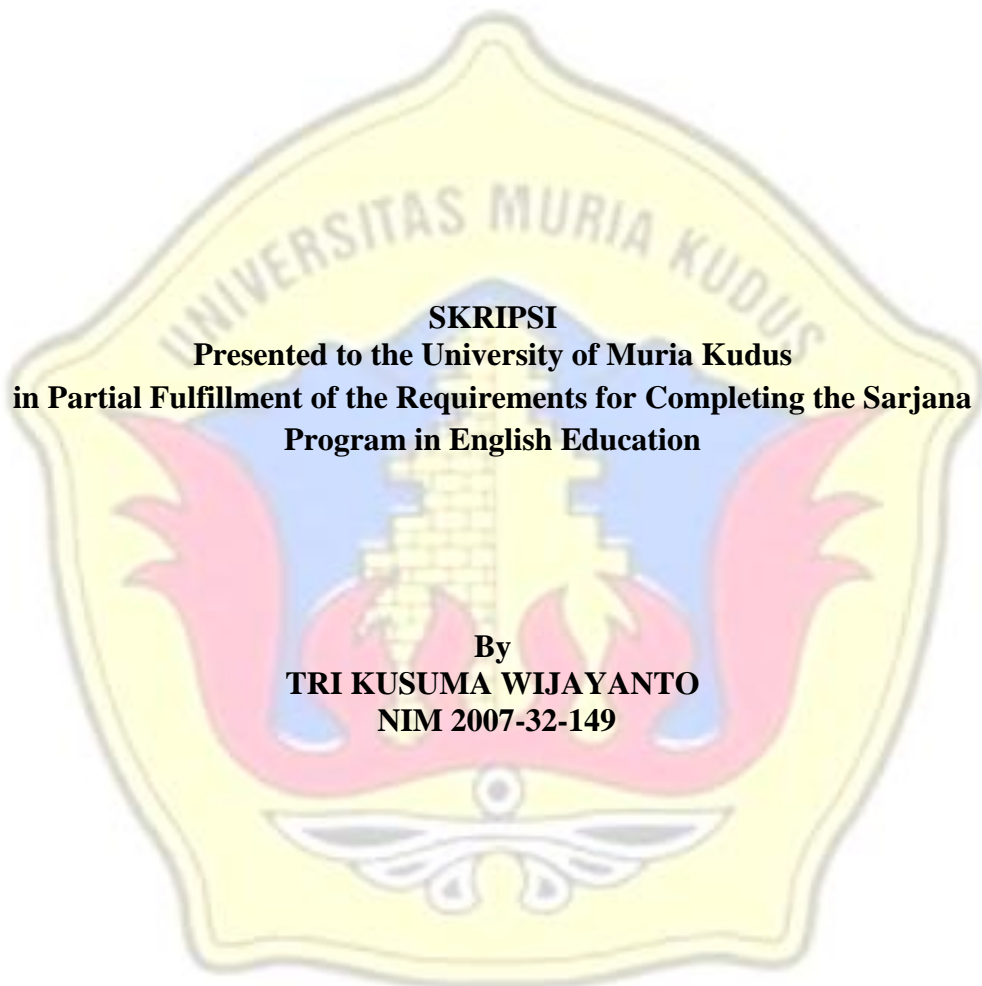 UNIVERSITAS MURIA KUDUS
SKRIPSI
Presented to the University of Muria Kudus
in Partial Fulfillment of the Requirements for Completing the Sarjana
Program in English Education
By
TRI KUSUMA WIJAYANTO
NIM 2007-32-149